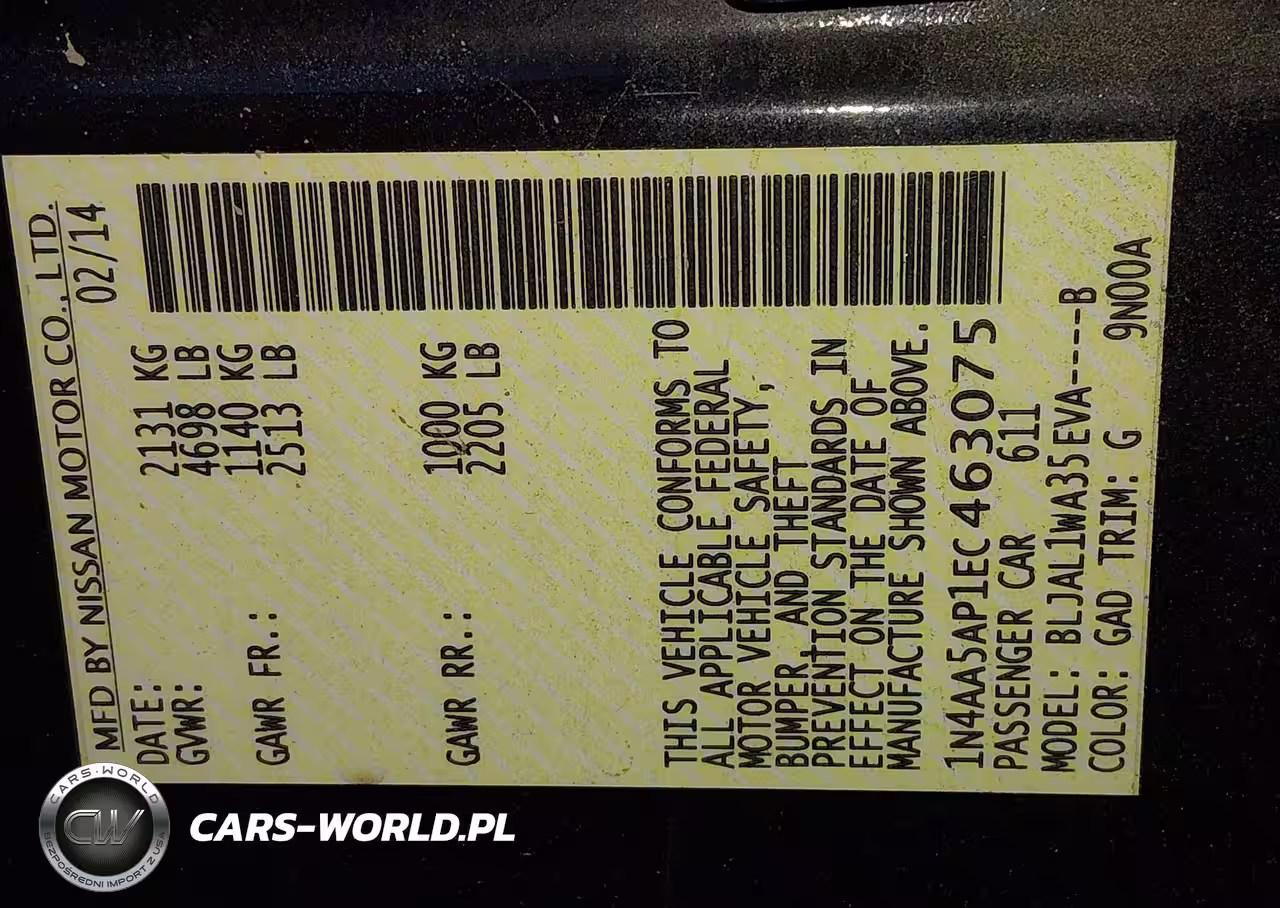 MFD BY NISSAN MOTOR CO., LTD.
DATE: 02/14
GVWR: 2131 KG
4698 LB
GAWR FR.: 1140 KG
2513 LB
GAWR RR.: 1000 KG
2205 LB
THIS VEHICLE CONFORMS TO
ALL APPLICABLE FEDERAL
MOTOR VEHICLE SAFETY,
BUMPER, AND THEFT
PREVENTION STANDARDS IN
EFFECT ON THE DATE OF
MANUFACTURE SHOWN ABOVE.
1N4AA5AP1EC463075
PASSENGER CAR 611
MODEL: BLJAL1WA35EVA----B
COLOR: GAD TRIM: G 9N00A
CARS-WORLD
CW
BEZPOŚREDNI IMPORT Z USA
CARS-WORLD.PL